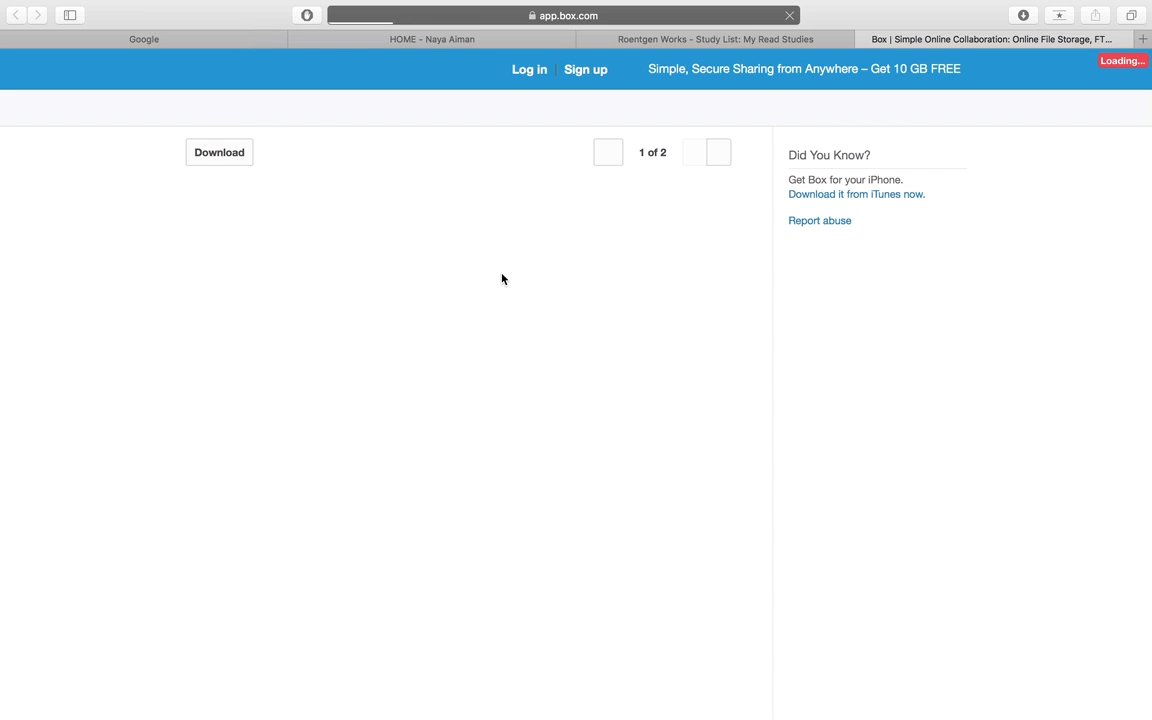 app.box.com
Google
HOME - Naya Aiman
Roentgen Works - Study List: My Read Studies
Box | Simple Online Collaboration: Online File Storage, FT...
Log in
Sign up
Simple, Secure Sharing from Anywhere – Get 10 GB FREE
Loading...
Download
1 of 2
Did You Know?
Get Box for your iPhone.
Download it from iTunes now.
Report abuse